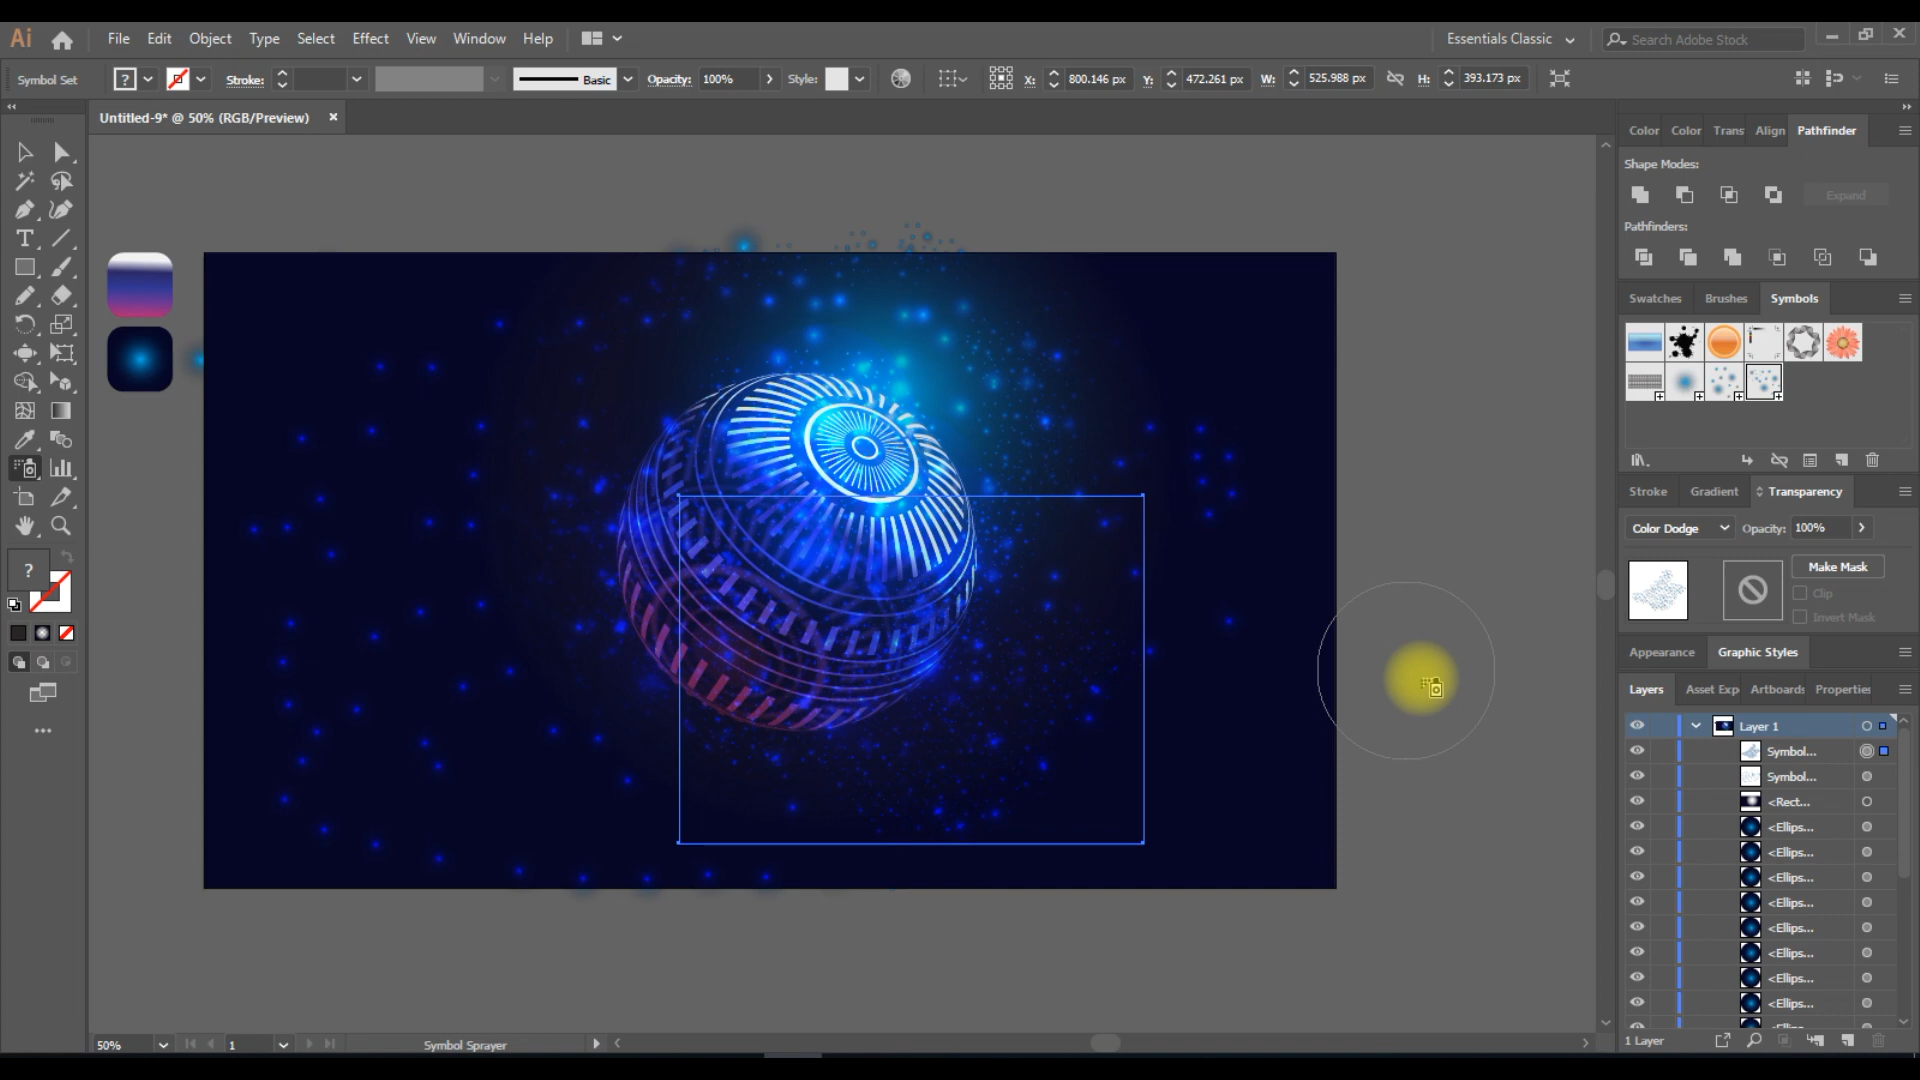 Ai File Edit Object Type Select Effect View Window Help Essentials Classic Search Adobe Stock
Symbol Set ? Stroke: Basic Opacity: 100% Style: X: 800.146 px Y: 472.261 px W: 525.988 px H: 393.173 px
Untitled-9* @ 50% (RGB/Preview)
Color Color Trans Align Pathfinder
Shape Modes:
Expand
Pathfinders:
Swatches Brushes Symbols
Stroke Gradient Transparency
Color Dodge Opacity: 100%
Make Mask
Clip
Invert Mask
?
Appearance Graphic Styles
Layers Asset Exp Artboards Properties
Layer 1
Symbol...
Symbol...
<Rect...
<Ellips...
<Ellips...
<Ellips...
<Ellips...
<Ellips...
<Ellips...
<Ellips...
<Ellips...
1 Layer
50% 1 Symbol Sprayer